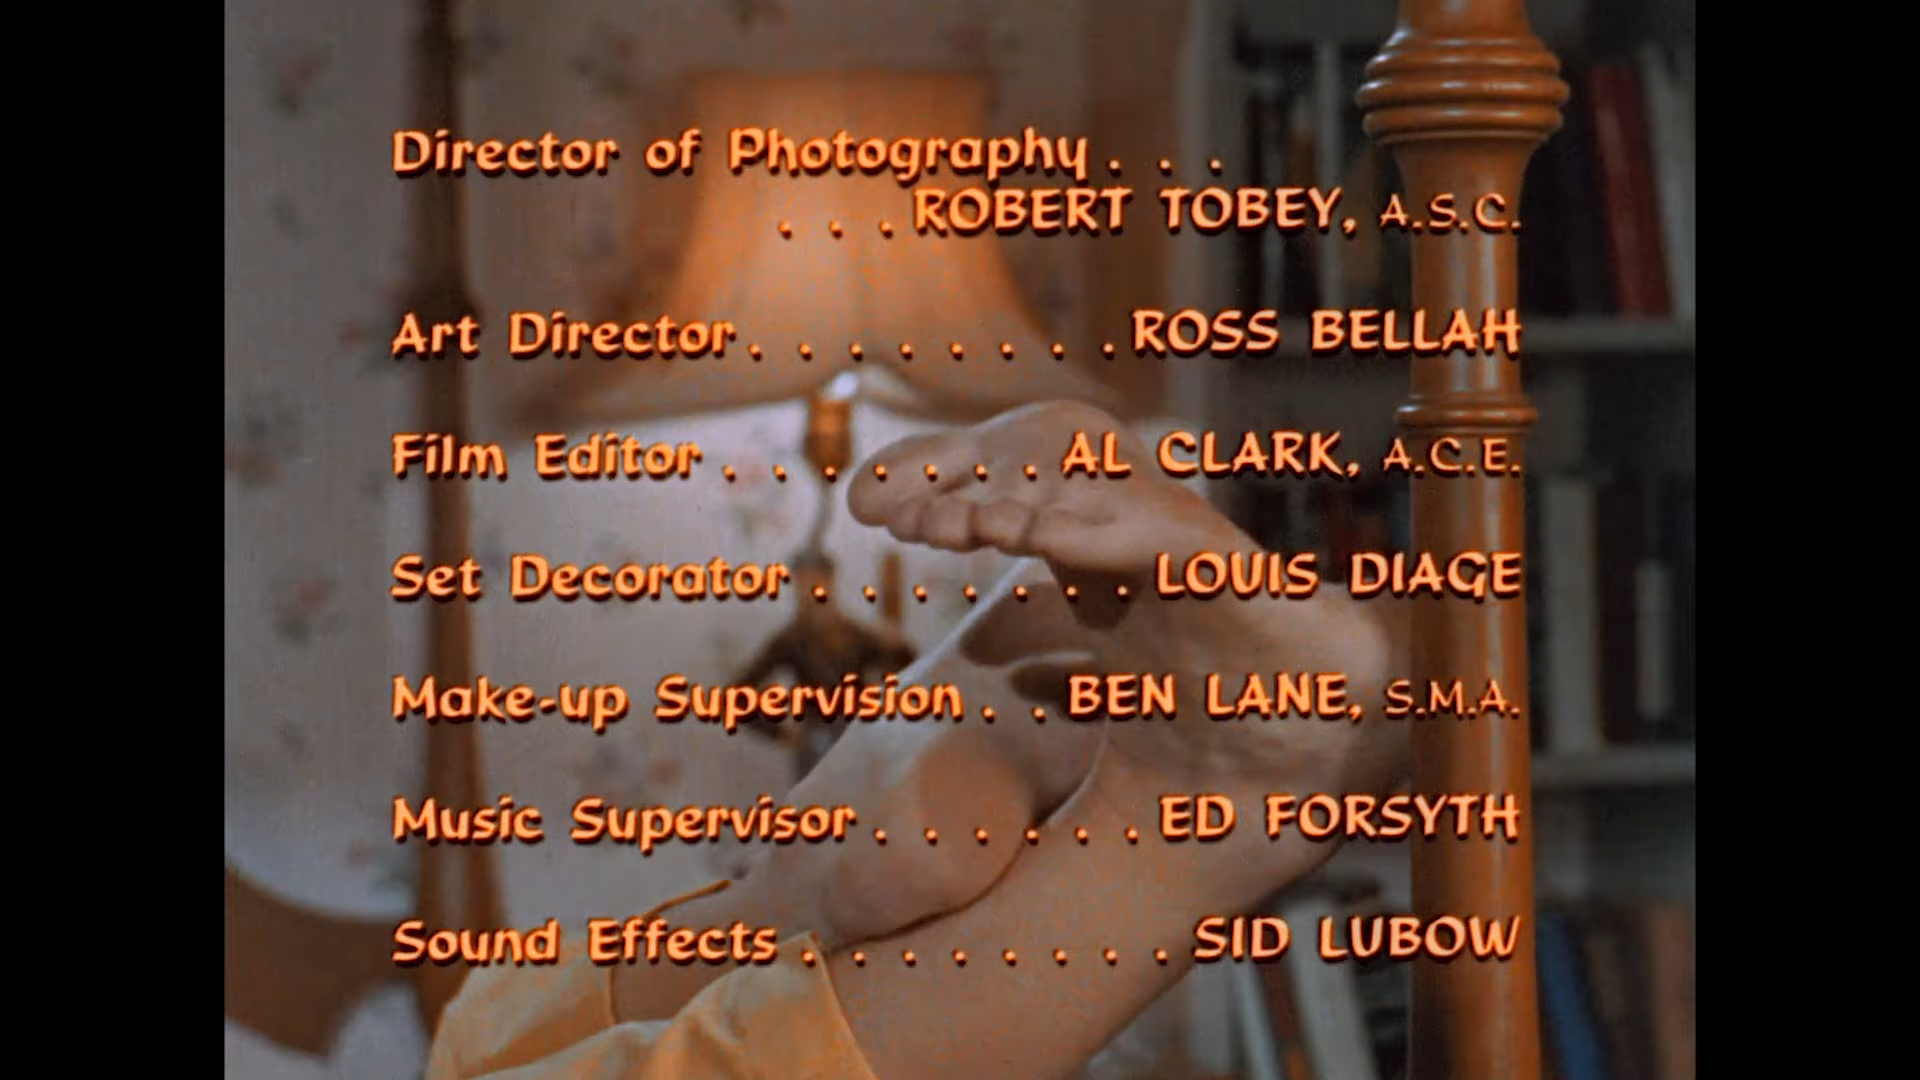 Director of Photography . . .
. . . ROBERT TOBEY, A.S.C.
Art Director . . . . . . . . ROSS BELLAH
Film Editor . . . . . . . AL CLARK, A.C.E.
Set Decorator . . . . . . . LOUIS DIAGE
Make-up Supervision . . BEN LANE, S.M.A.
Music Supervisor . . . . . . ED FORSYTH
Sound Effects . . . . . . . . SID LUBOW